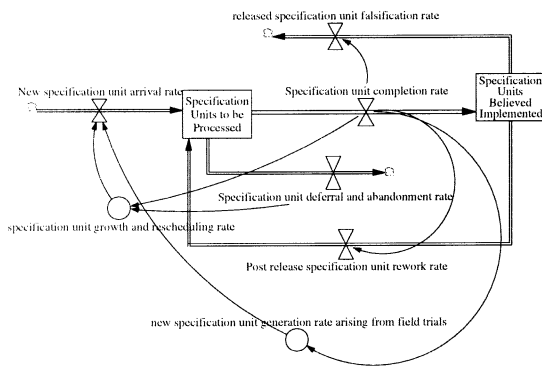 released specification unit falsification rate
New specification unit arrival rate
Specification
Units to be
Processed
Specification unit completion rate
Specification
Units
Believed
Implemented
Specification unit deferral and abandonment rate
specification unit growth and rescheduling rate
Post release specification unit rework rate
new specification unit generation rate arising from field trials